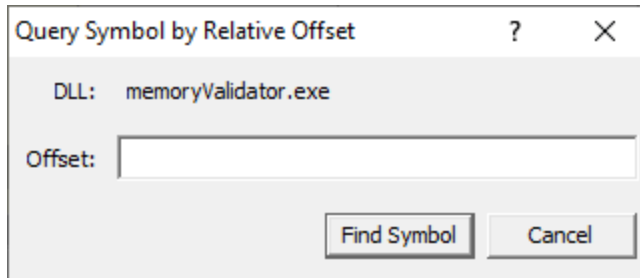 Query Symbol by Relative Offset ?
DLL: memoryValidator.exe
Offset:
Find Symbol Cancel